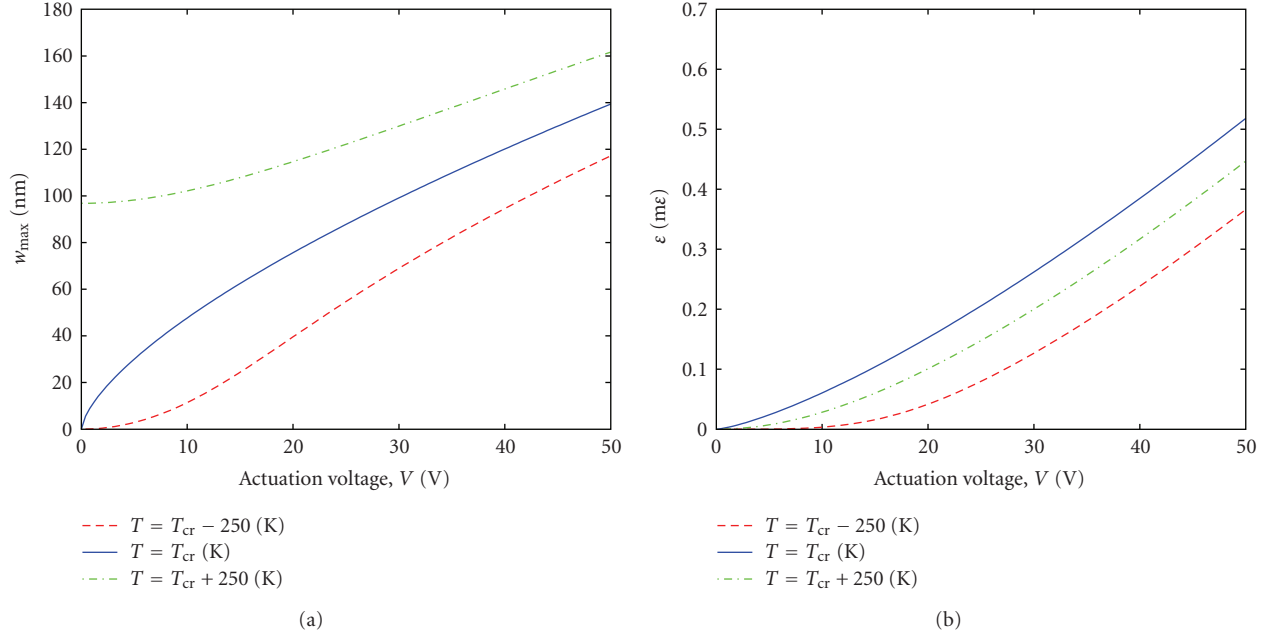 180
160
140
120
100
80
60
40
20
0
w_max (nm)
0 10 20 30 40 50
Actuation voltage, V (V)
T = T_cr − 250 (K)
T = T_cr (K)
T = T_cr + 250 (K)
(a)
0.7
0.6
0.5
0.4
0.3
0.2
0.1
0
ε (mε)
0 10 20 30 40 50
Actuation voltage, V (V)
T = T_cr − 250 (K)
T = T_cr (K)
T = T_cr + 250 (K)
(b)